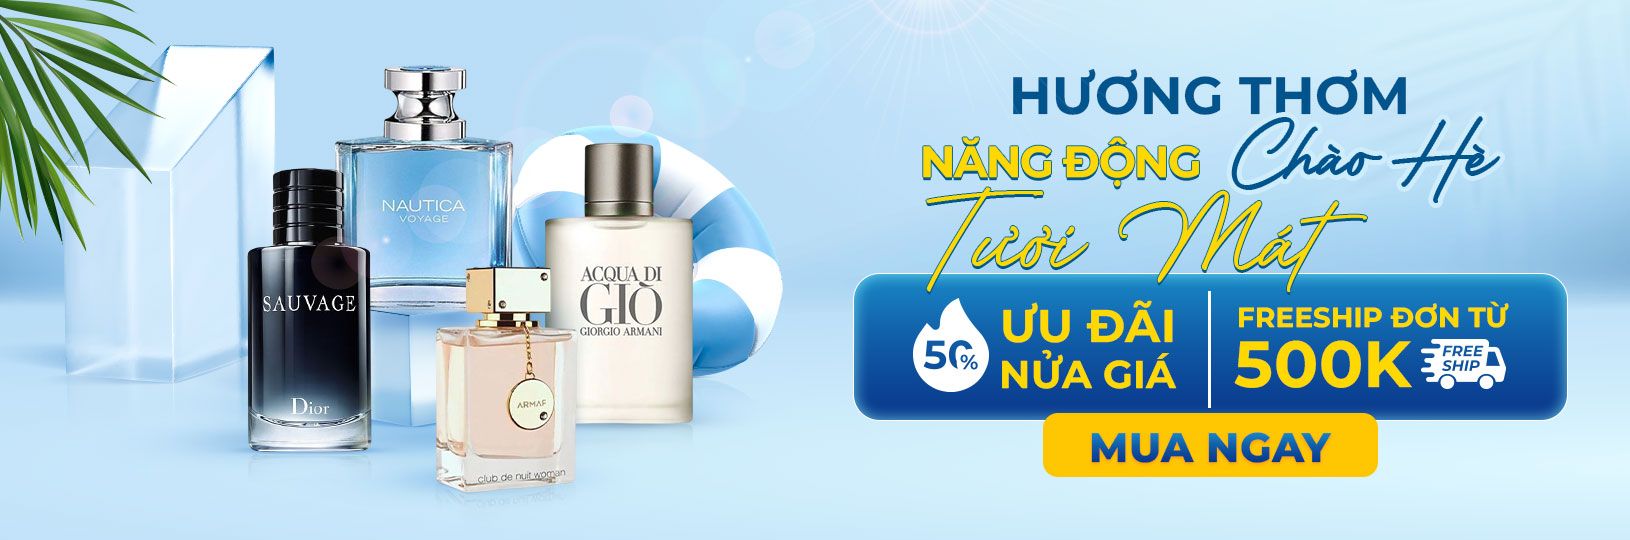 NAUTICA
VOYAGE
SAUVAGE
Dior
ARMAF
club de nuit woman
ACQUA DI
GIÒ
GIORGIO ARMANI
HƯƠNG THƠM
NĂNG ĐỘNG Chào Hè
Tươi Mát
50%
ƯU ĐÃI
NỬA GIÁ
FREESHIP ĐƠN TỪ
500K
FREE
SHIP
MUA NGAY